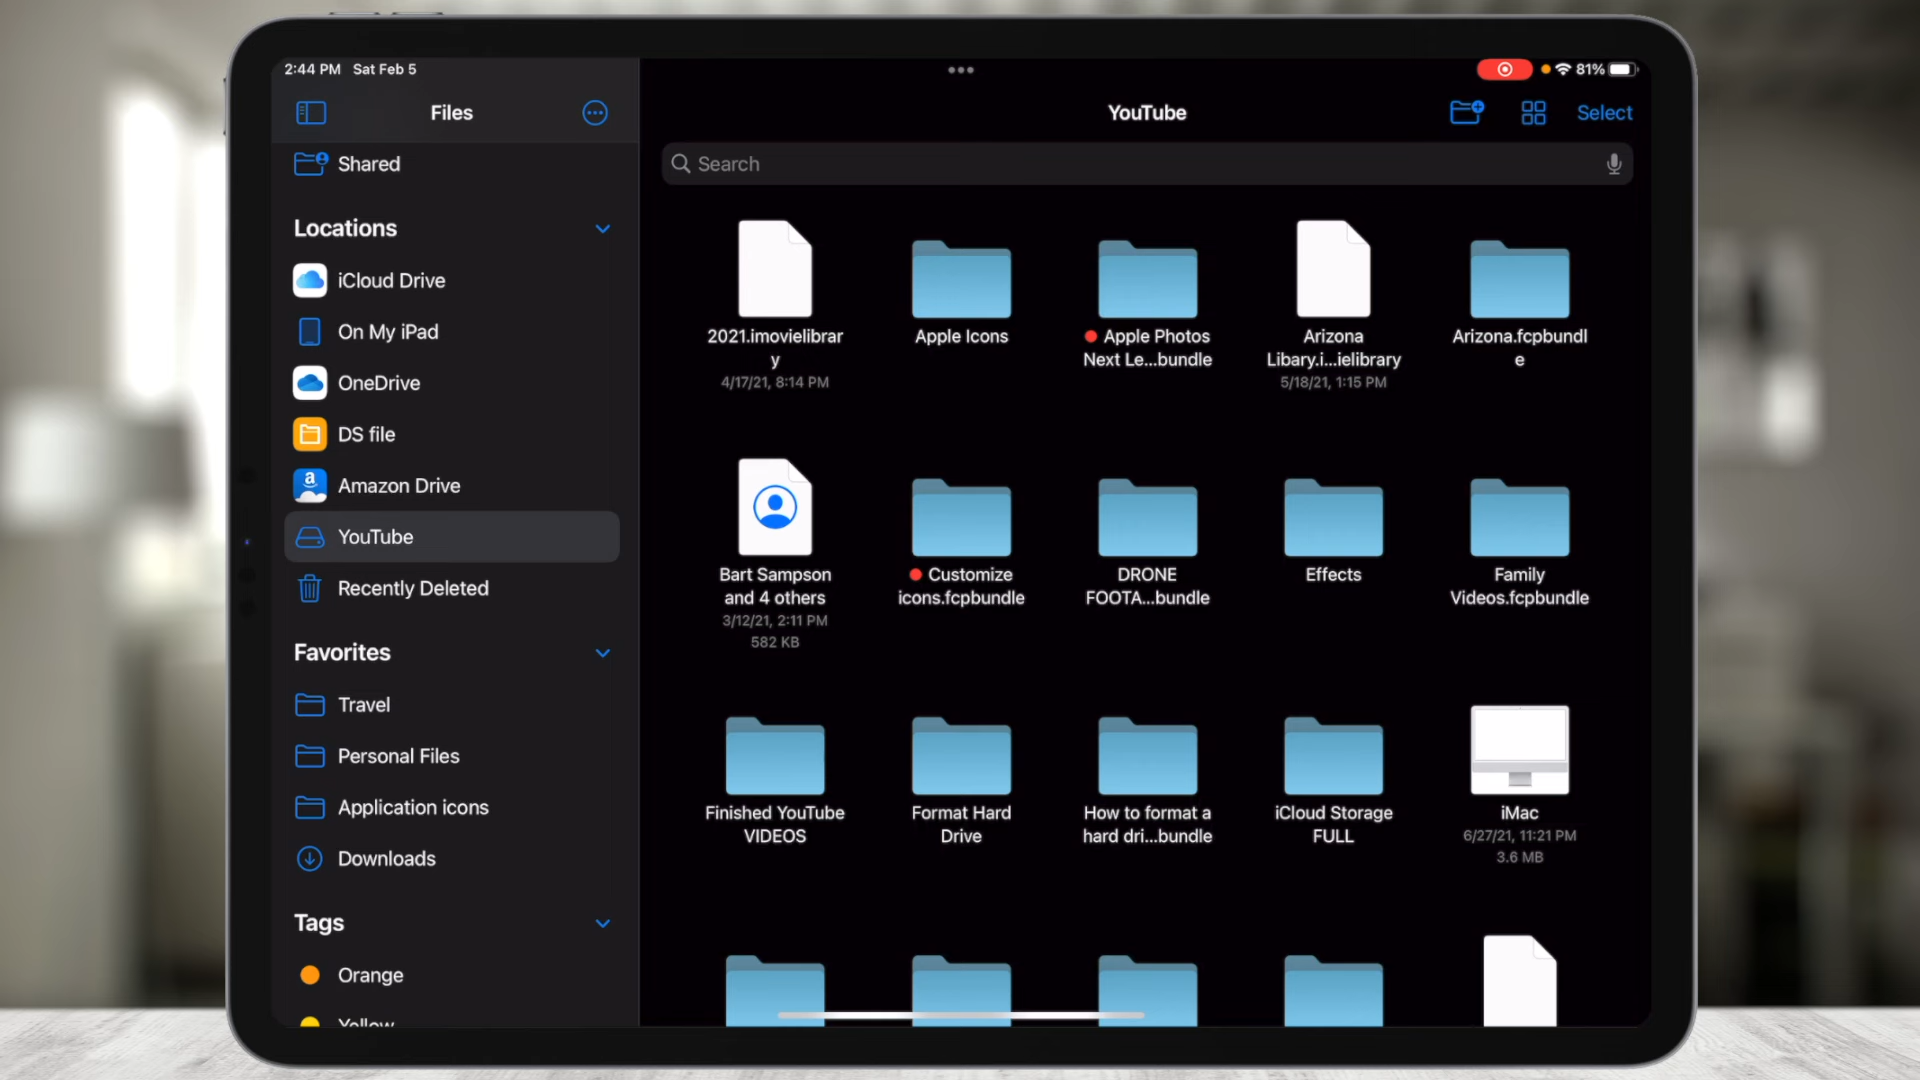 2:44 PM Sat Feb 5
81%
Files
YouTube
Select
Shared
Search
Locations
iCloud Drive
On My iPad
OneDrive
DS file
Amazon Drive
YouTube
Recently Deleted
Favorites
Travel
Personal Files
Application icons
Downloads
Tags
Orange
Yellow
2021.imovielibrar
y
4/17/21, 8:14 PM
Apple Icons
Apple Photos
Next Le...bundle
Arizona
Libary.i...ielibrary
5/18/21, 1:15 PM
Arizona.fcpbundl
e
Bart Sampson
and 4 others
3/12/21, 2:11 PM
582 KB
Customize
icons.fcpbundle
DRONE
FOOTA...bundle
Effects
Family
Videos.fcpbundle
Finished YouTube
VIDEOS
Format Hard
Drive
How to format a
hard dri...bundle
iCloud Storage
FULL
iMac
6/27/21, 11:21 PM
3.6 MB